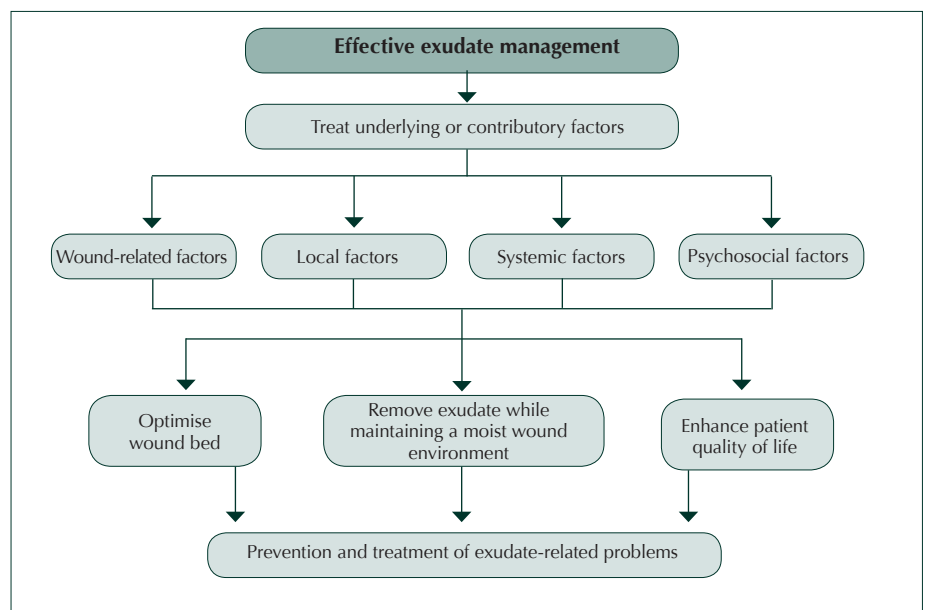 Effective exudate management
Treat underlying or contributory factors
Wound-related factors
Local factors
Systemic factors
Psychosocial factors
Optimise
wound bed
Remove exudate while
maintaining a moist wound
environment
Enhance patient
quality of life
Prevention and treatment of exudate-related problems